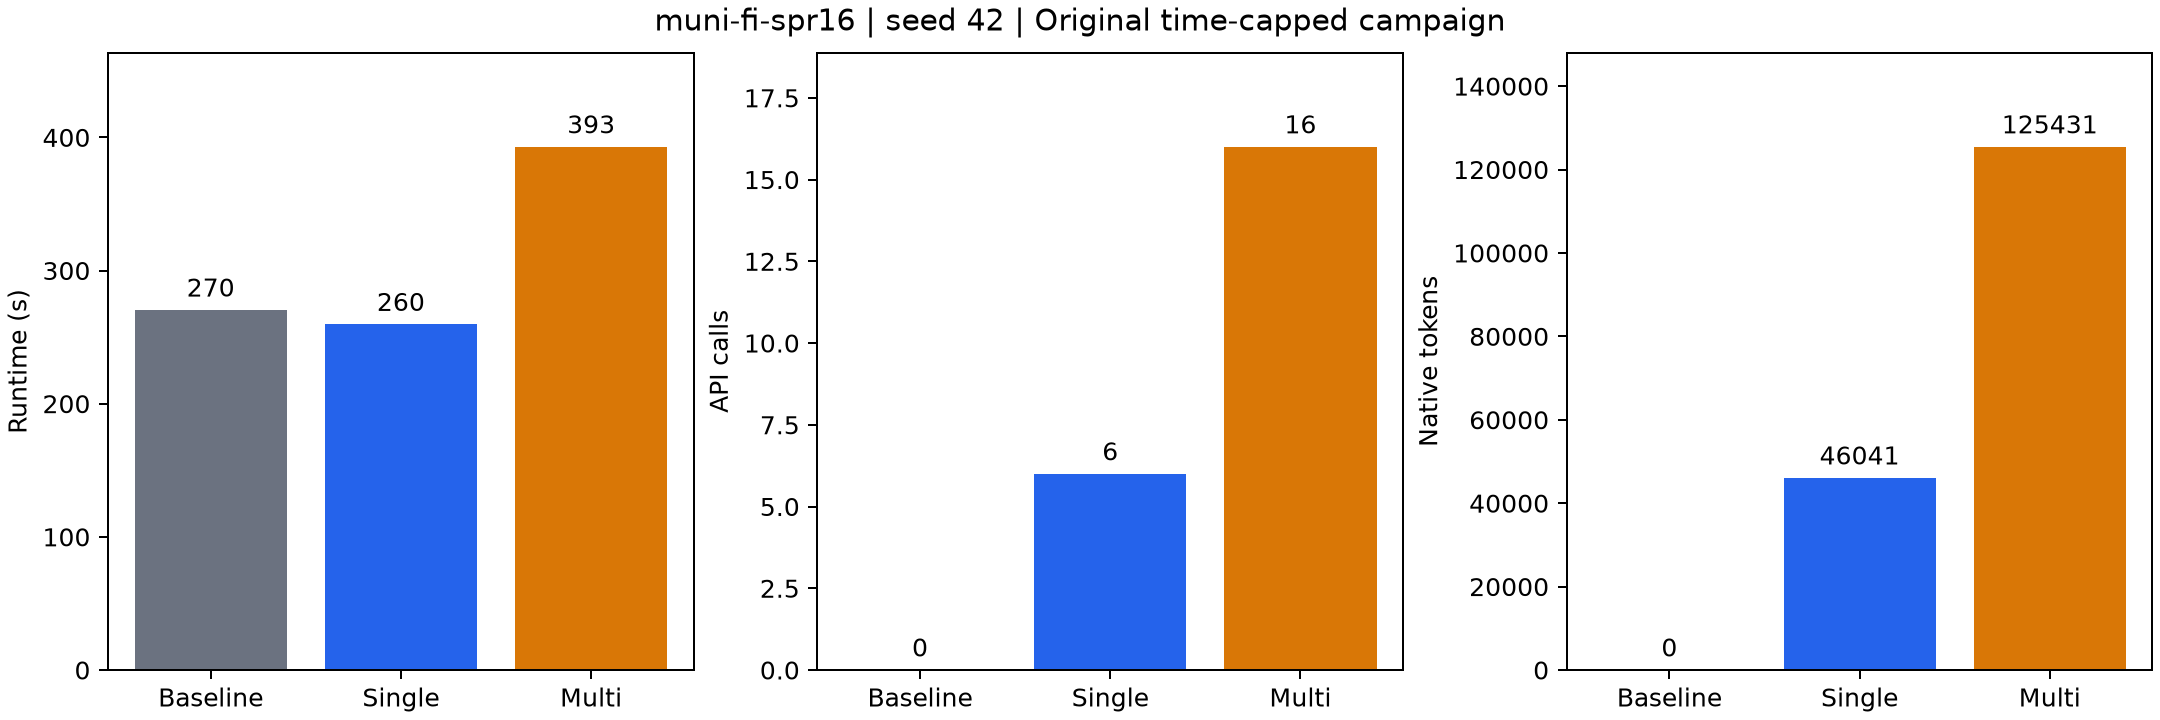 muni-fi-spr16 | seed 42 | Original time-capped campaign
Runtime (s)
400
300
200
100
0
270
260
393
Baseline
Single
Multi
API calls
17.5
15.0
12.5
10.0
7.5
5.0
2.5
0.0
0
6
16
Baseline
Single
Multi
Native tokens
140000
120000
100000
80000
60000
40000
20000
0
0
46041
125431
Baseline
Single
Multi